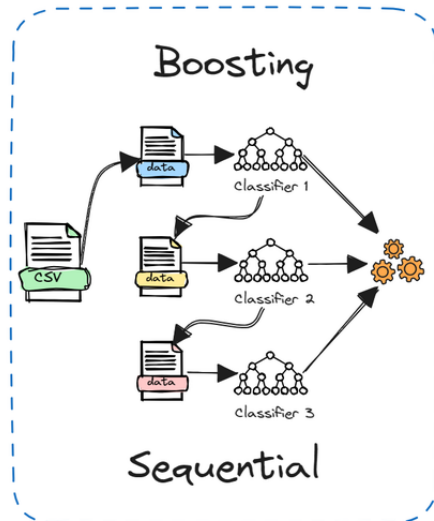 Boosting
data
Classifier 1
CSV
data
Classifier 2
data
Classifier 3
Sequential